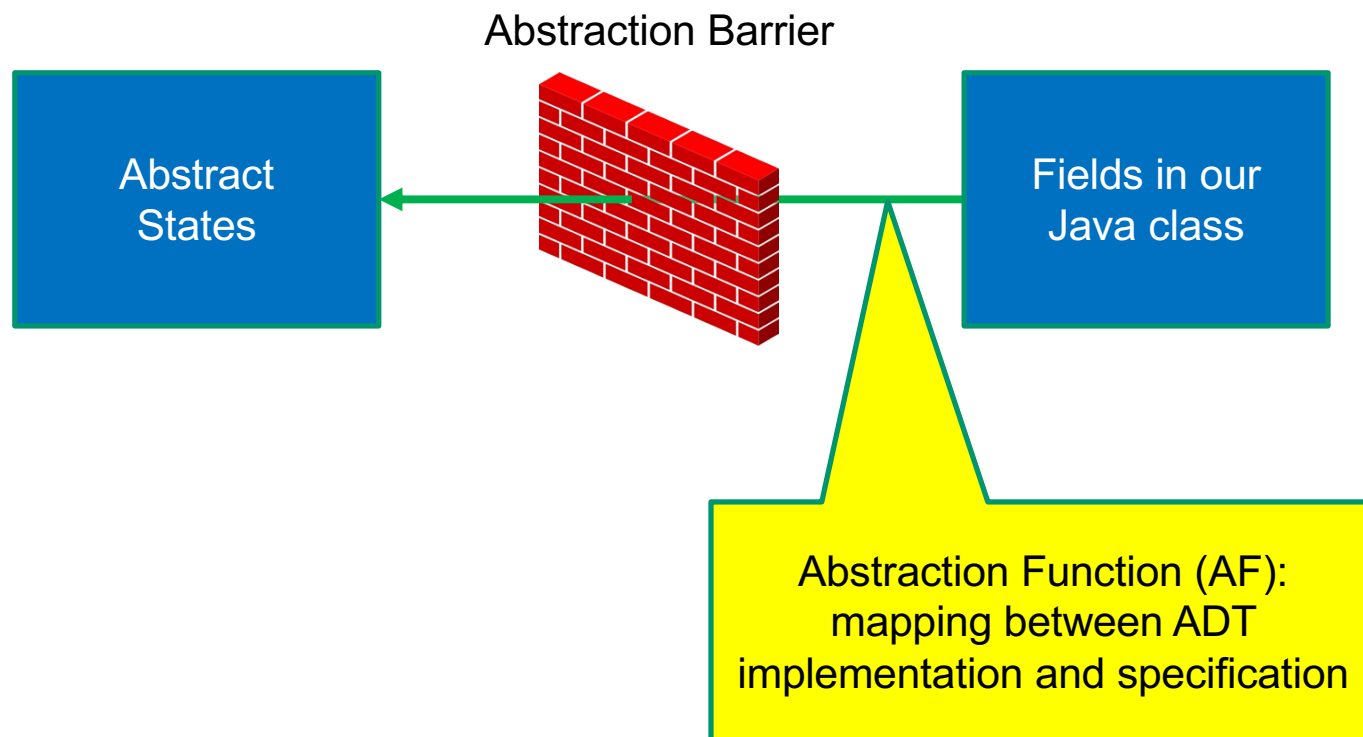 Abstraction Barrier
Abstract
States
Fields in our
Java class
Abstraction Function (AF):
mapping between ADT
implementation and specification